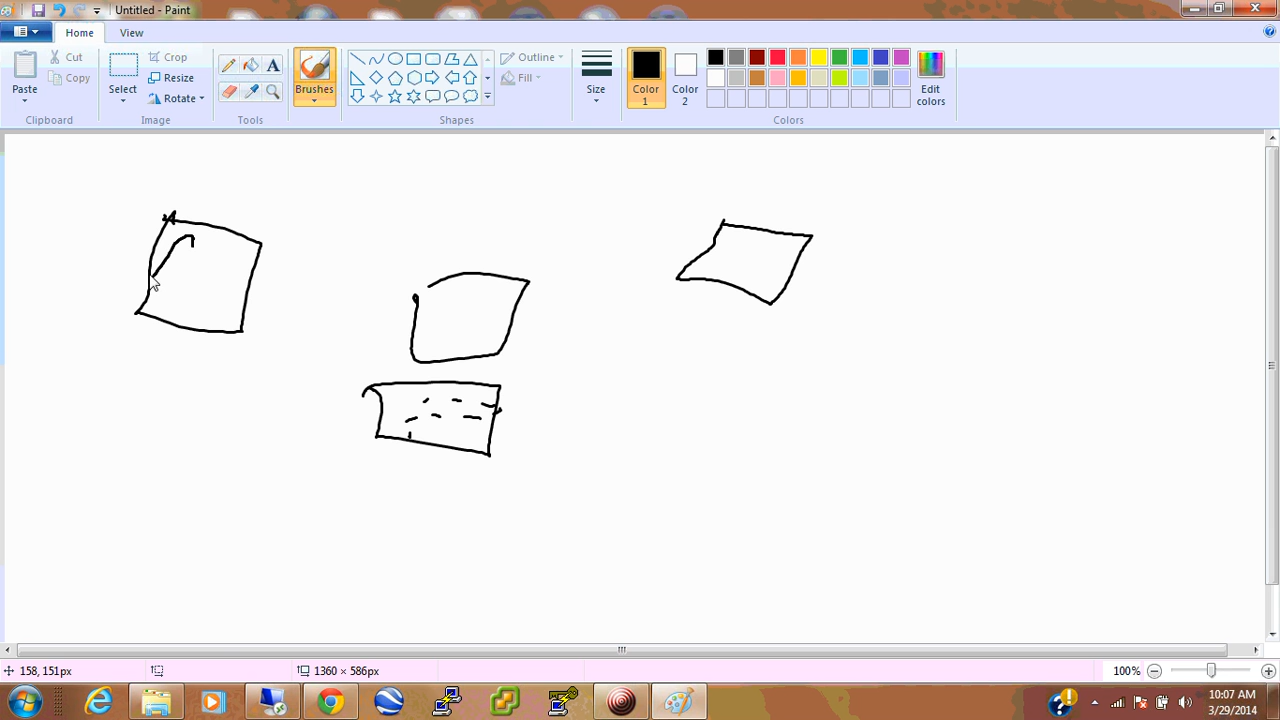 Untitled - Paint
Home
View
Paste
Cut
Copy
Select
Crop
Resize
Rotate
A
Brushes
Outline
Fill
Size
Color 1
Color 2
Edit colors
Clipboard
Image
Tools
Shapes
Colors
158, 151px
1360 × 586px
100%
10:07 AM
3/29/2014